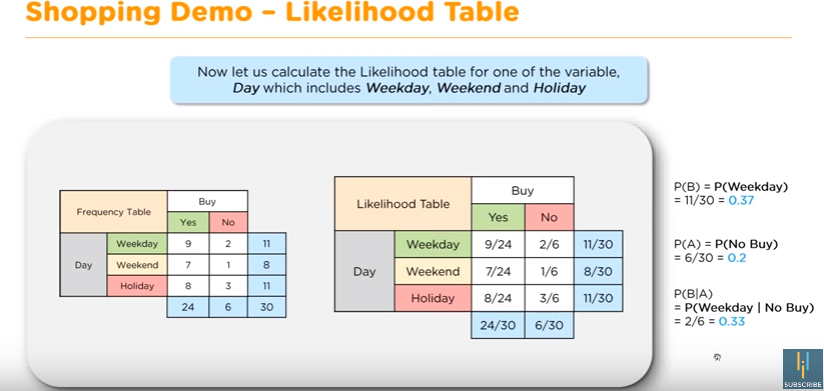 Shopping Demo – Likelihood Table
Now let us calculate the Likelihood table for one of the variable,
Day which includes Weekday, Weekend and Holiday
Frequency Table
Buy
Yes No
Day
Weekday 9 2 11
Weekend 7 1 8
Holiday 8 3 11
24 6 30
Likelihood Table
Buy
Yes No
Day
Weekday 9/24 2/6 11/30
Weekend 7/24 1/6 8/30
Holiday 8/24 3/6 11/30
24/30 6/30
P(B) = P(Weekday)
= 11/30 = 0.37
P(A) = P(No Buy)
= 6/30 = 0.2
P(B|A)
= P(Weekday | No Buy)
= 2/6 = 0.33
SUBSCRIBE